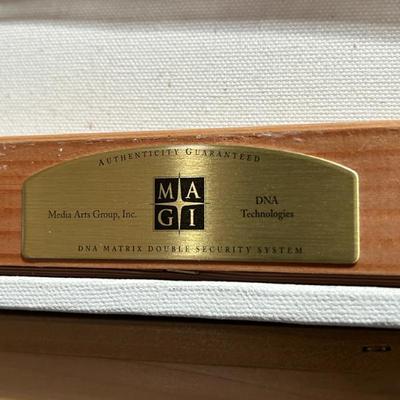 AUTHENTICITY GUARANTEED
MA
GI
Media Arts Group, Inc.
DNA
Technologies
DNA MATRIX DOUBLE SECURITY SYSTEM